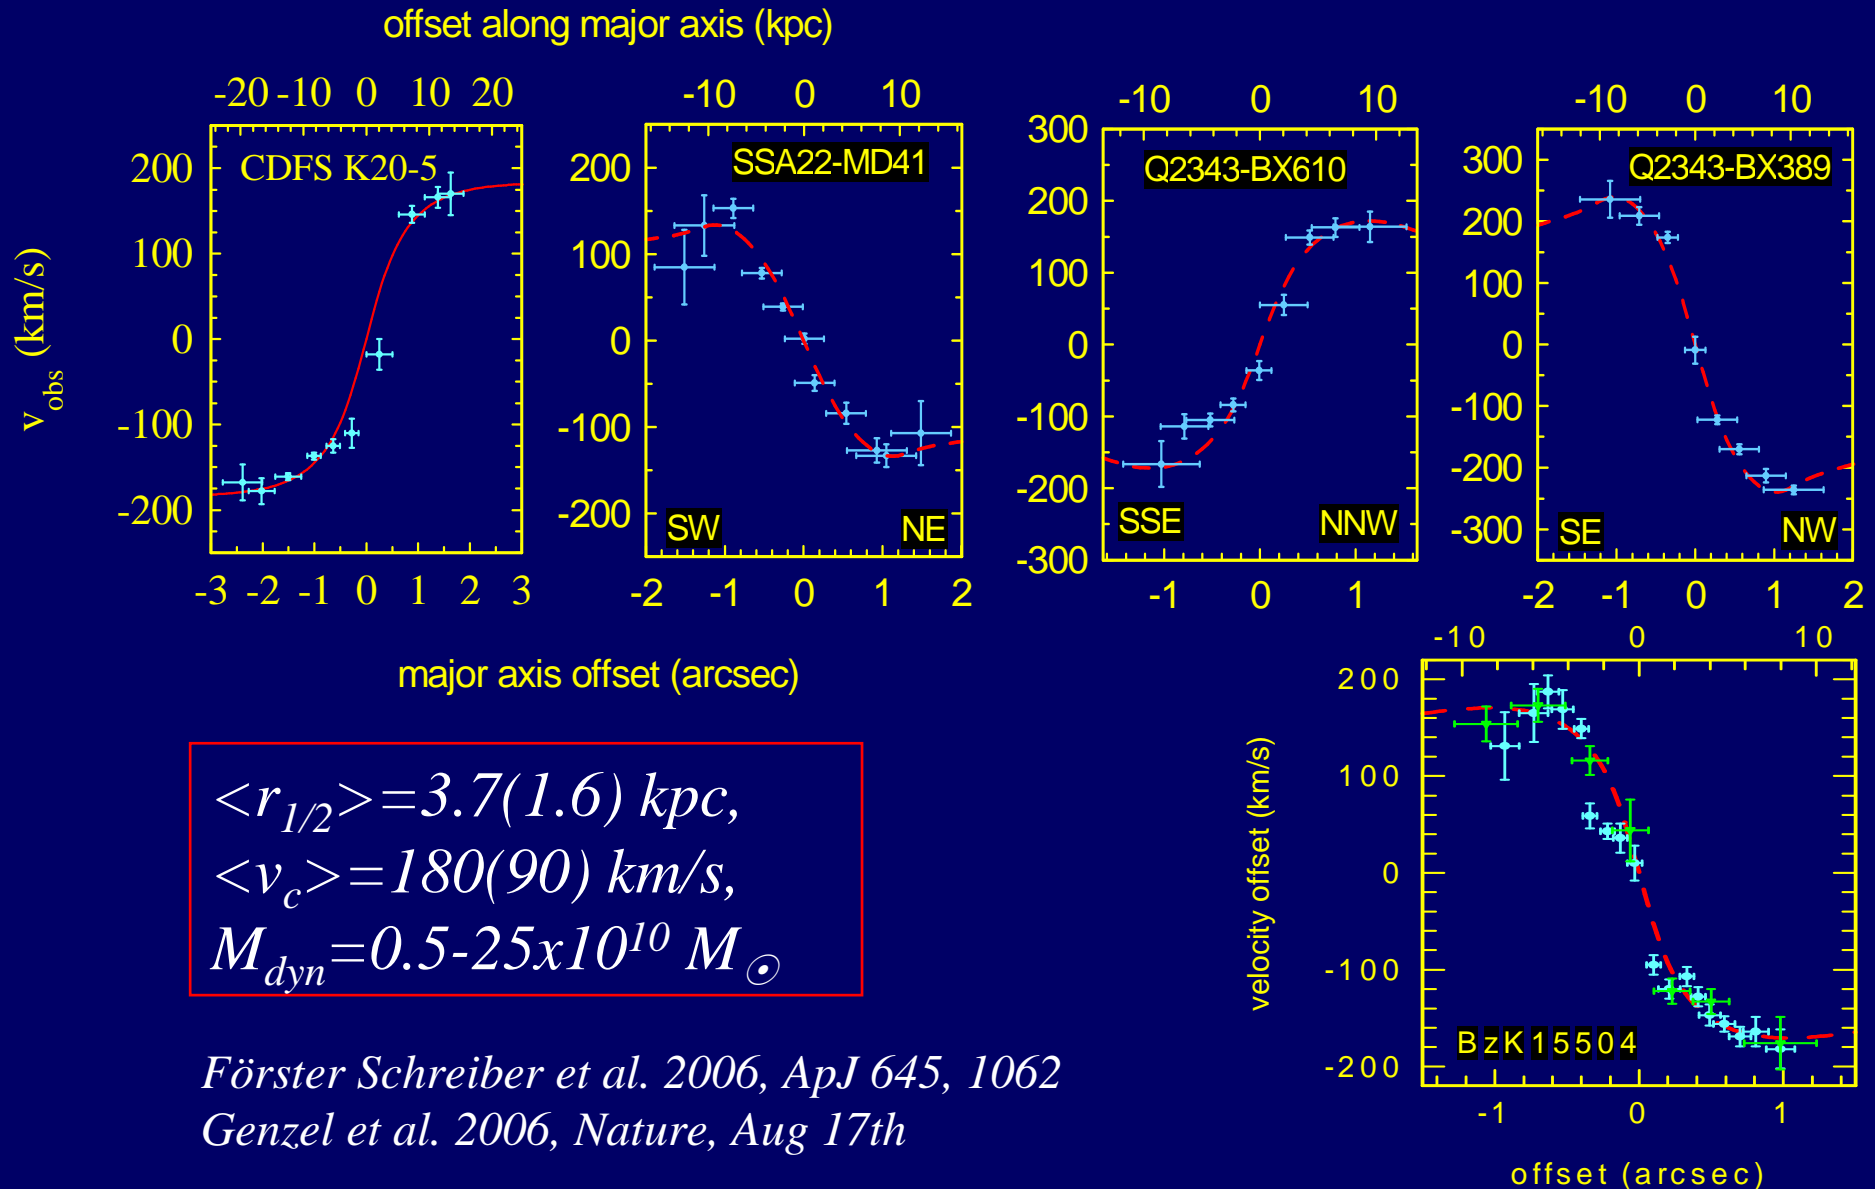 offset along major axis (kpc)
-20 -10 0 10 20
-10 0 10
-10 0 10
-10 0 10
v_obs (km/s)
200
100
0
-100
-200
CDFS K20-5
-3 -2 -1 0 1 2 3
200
100
0
-100
-200
SSA22-MD41
SW NE
-2 -1 0 1 2
300
200
100
0
-100
-200
-300
Q2343-BX610
SSE NNW
-1 0 1
300
200
100
0
-100
-200
-300
Q2343-BX389
SE NW
-2 -1 0 1 2
major axis offset (arcsec)
-10 0 10
velocity offset (km/s)
200
100
0
-100
-200
BzK15504
-1 0 1
offset (arcsec)
<r_{1/2}>=3.7(1.6) kpc,
<v_c>=180(90) km/s,
M_{dyn}=0.5-25x10^{10} M_☉
Förster Schreiber et al. 2006, ApJ 645, 1062
Genzel et al. 2006, Nature, Aug 17th